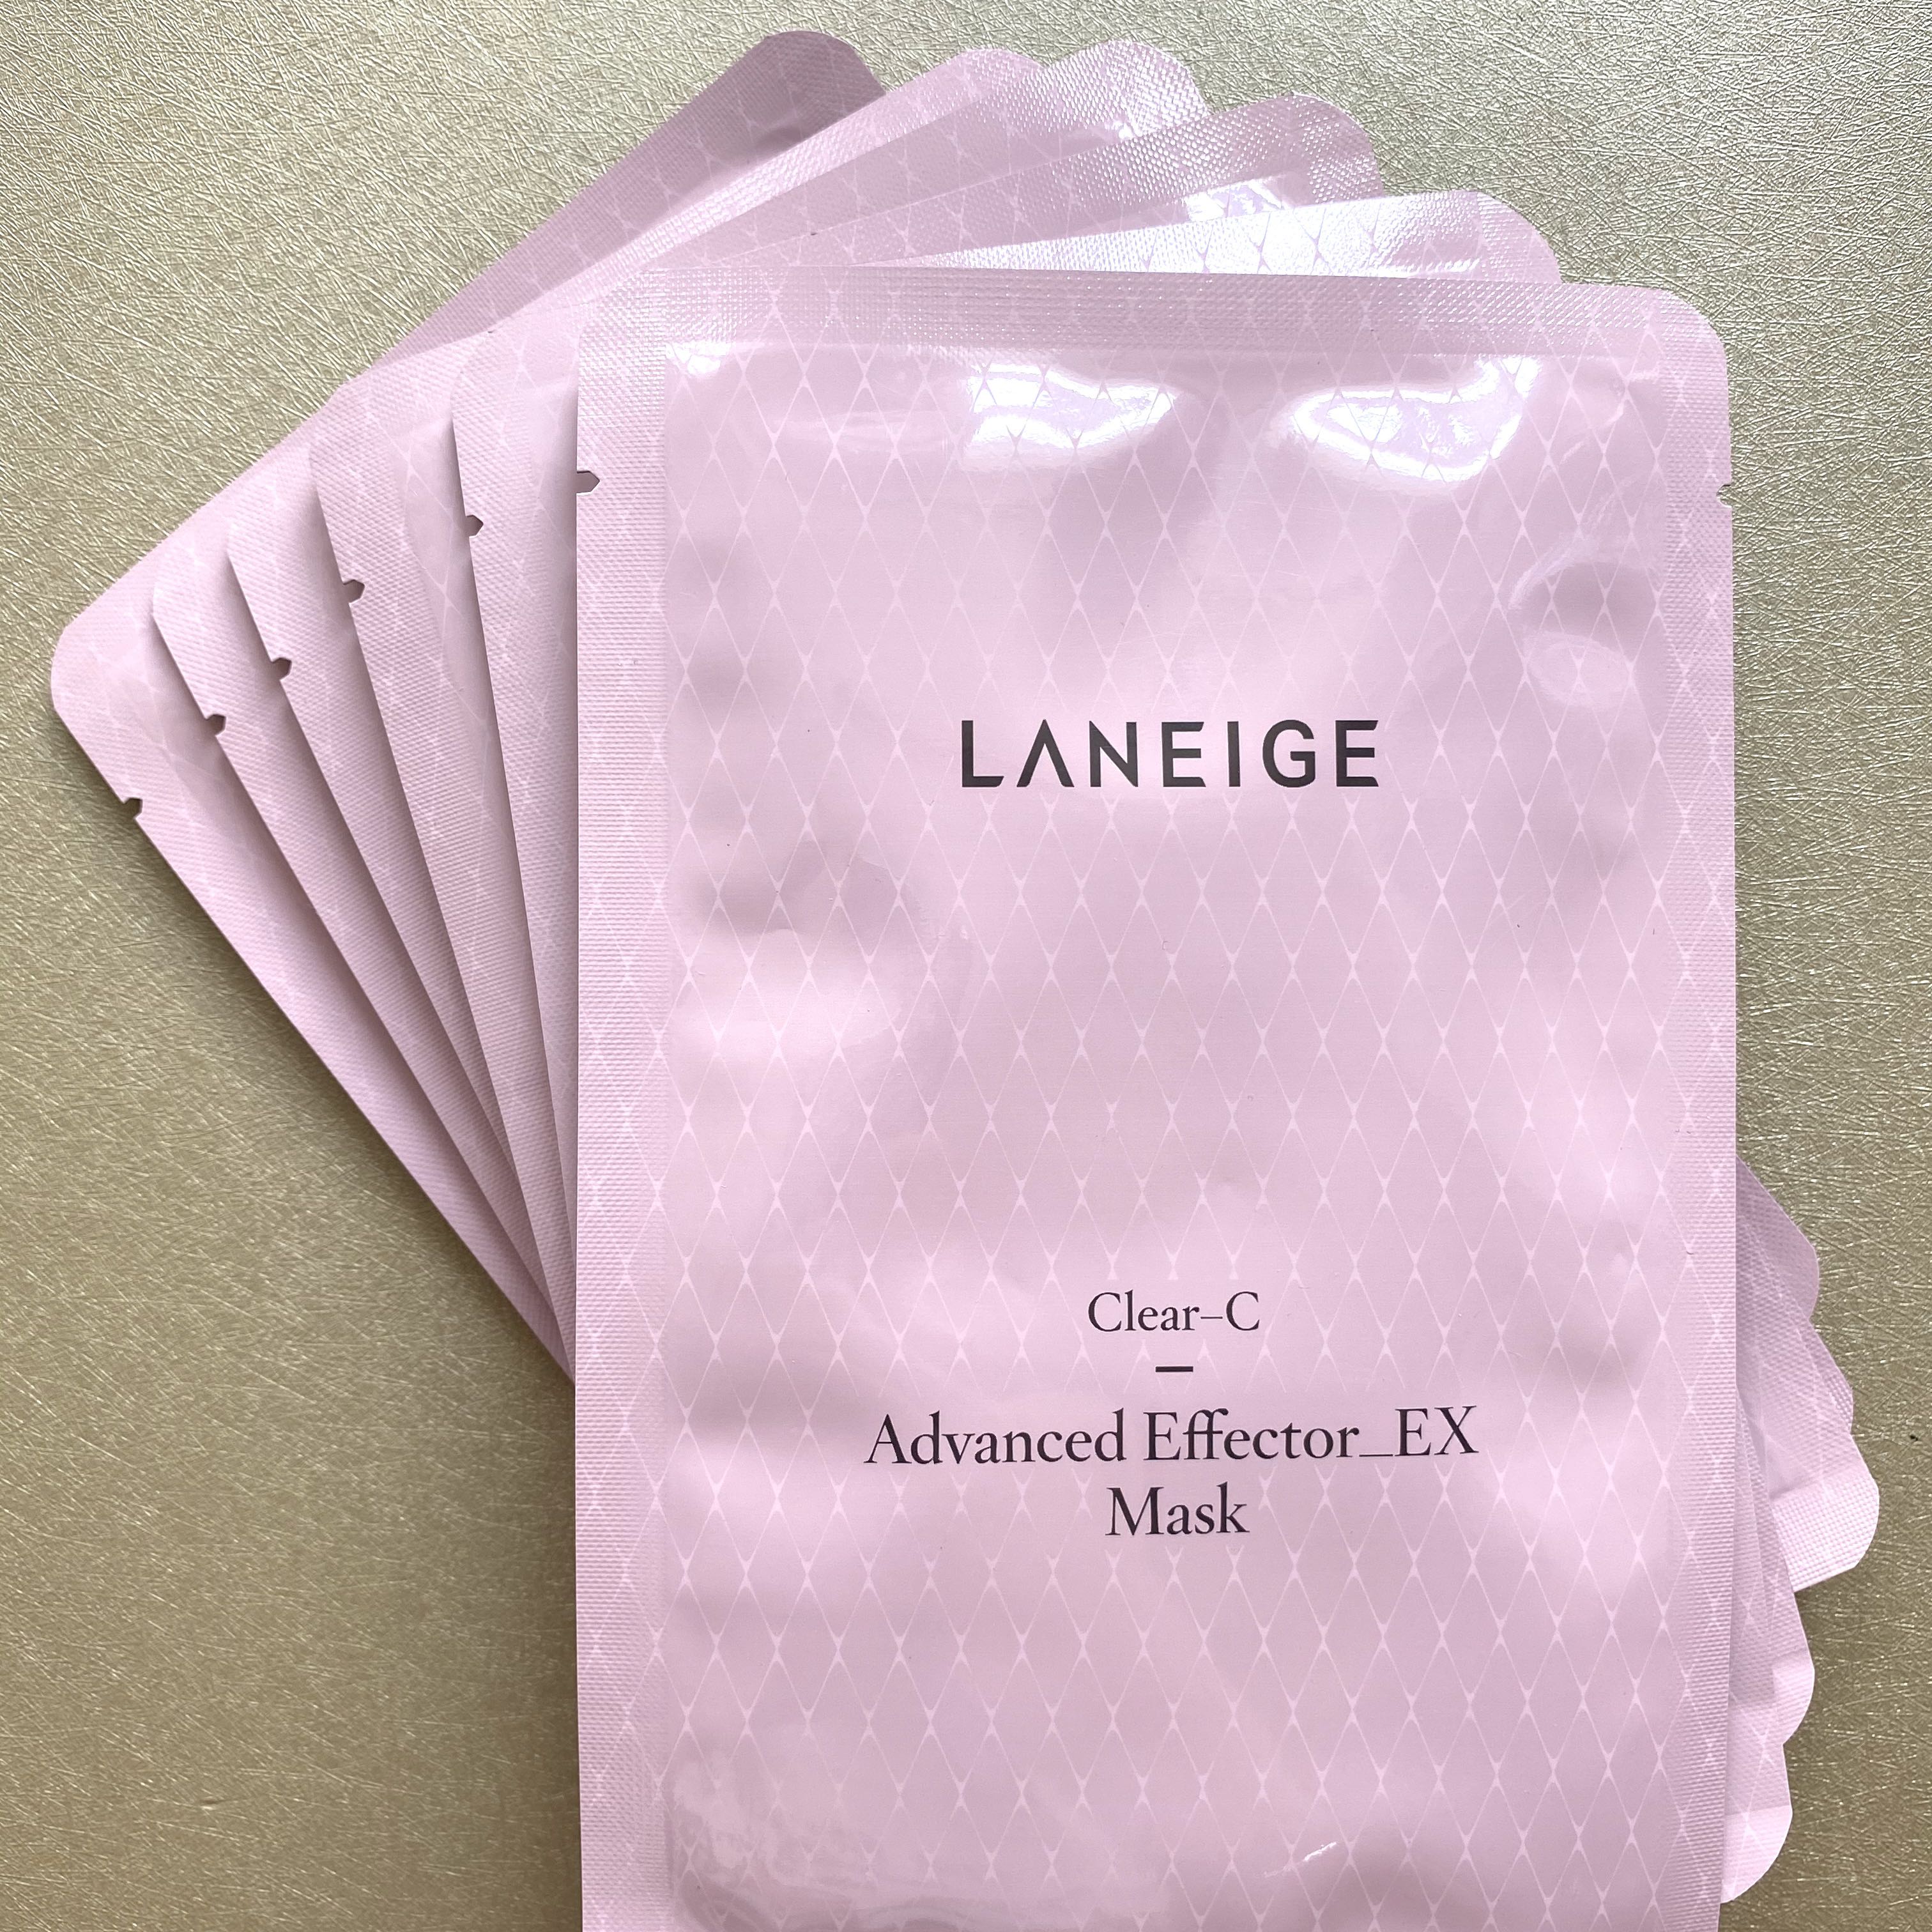 LANEIGE
Clear–C
Advanced Effector_EX
Mask